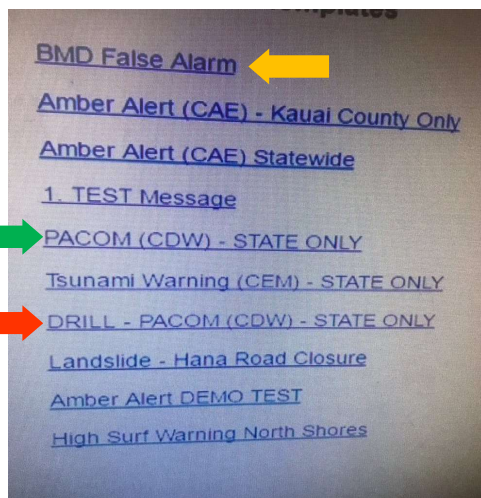 BMD False Alarm
Amber Alert (CAE) - Kauai County Only
Amber Alert (CAE) Statewide
1. TEST Message
PACOM (CDW) - STATE ONLY
Tsunami Warning (CEM) - STATE ONLY
DRILL - PACOM (CDW) - STATE ONLY
Landslide - Hana Road Closure
Amber Alert DEMO TEST
High Surf Warning North Shores